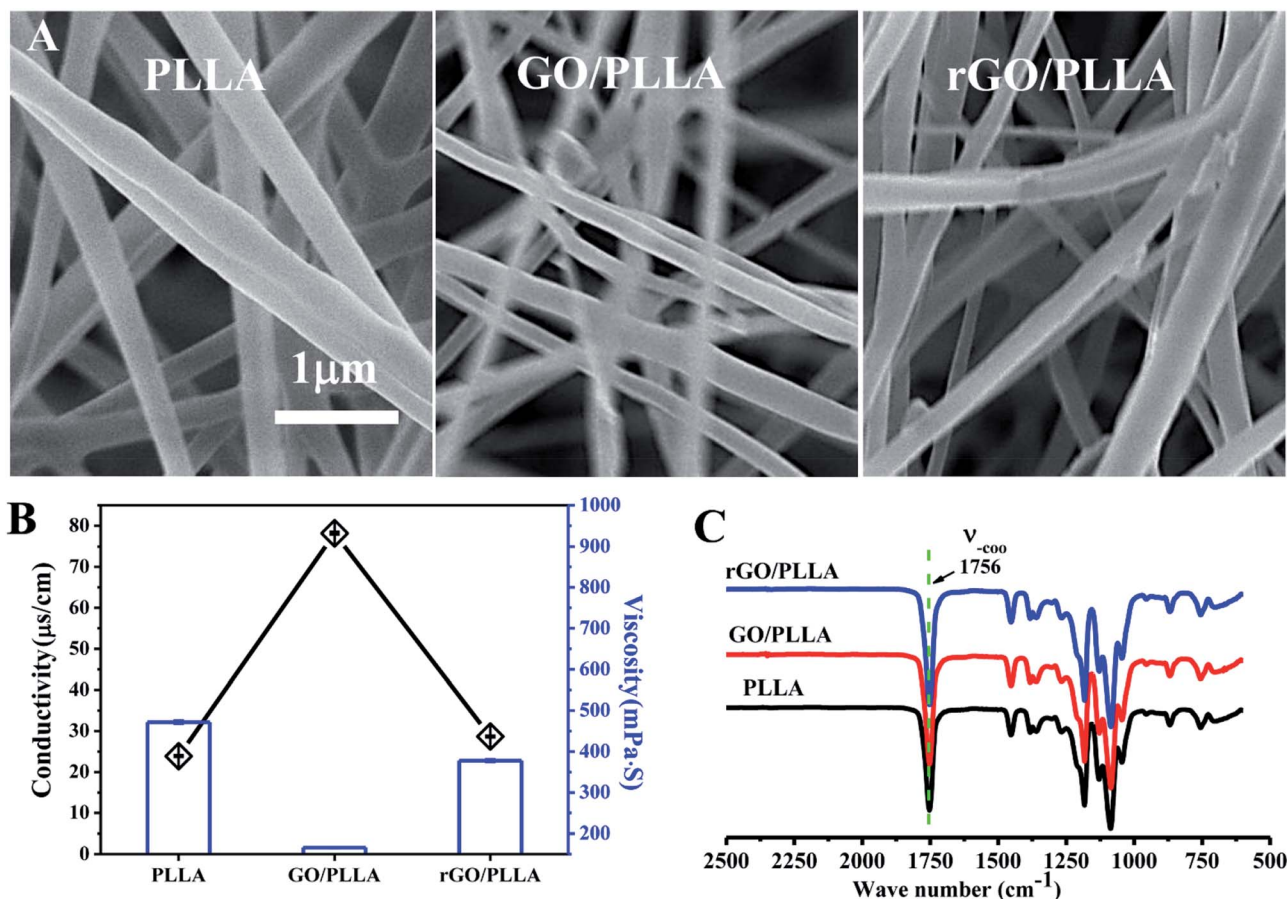 A
PLLA
GO/PLLA
rGO/PLLA
1μm
B
Conductivity (μs/cm)
80
70
60
50
40
30
20
10
0
PLLA
GO/PLLA
rGO/PLLA
1000
900
800
700
600
500
400
300
200
Viscosity(mPa·S)
C
ν-coo
1756
rGO/PLLA
GO/PLLA
PLLA
2500 2000 1750 1500 1250 1000 750 500
Wave number (cm-1)